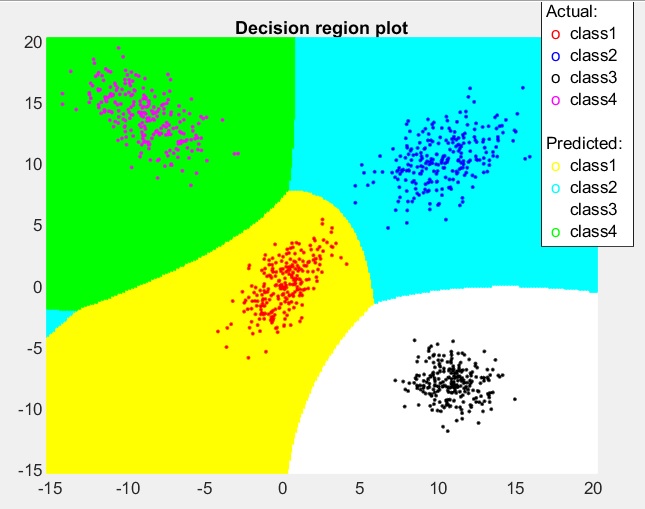 Decision region plot
Actual:
o class1
o class2
o class3
o class4
Predicted:
o class1
o class2
class3
o class4
20
15
10
5
0
-5
-10
-15
-15 -10 -5 0 5 10 15 20